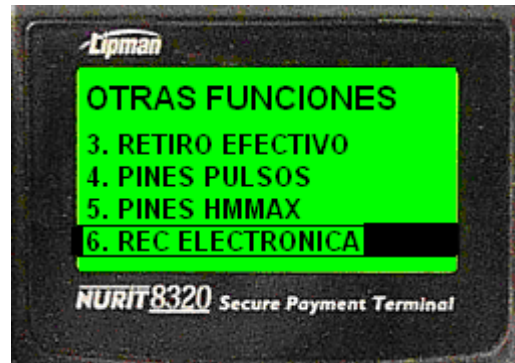 Lipman
OTRAS FUNCIONES
3. RETIRO EFECTIVO
4. PINES PULSOS
5. PINES HMMAX
6. REC ELECTRONICA
NURIT 8320 Secure Payment Terminal